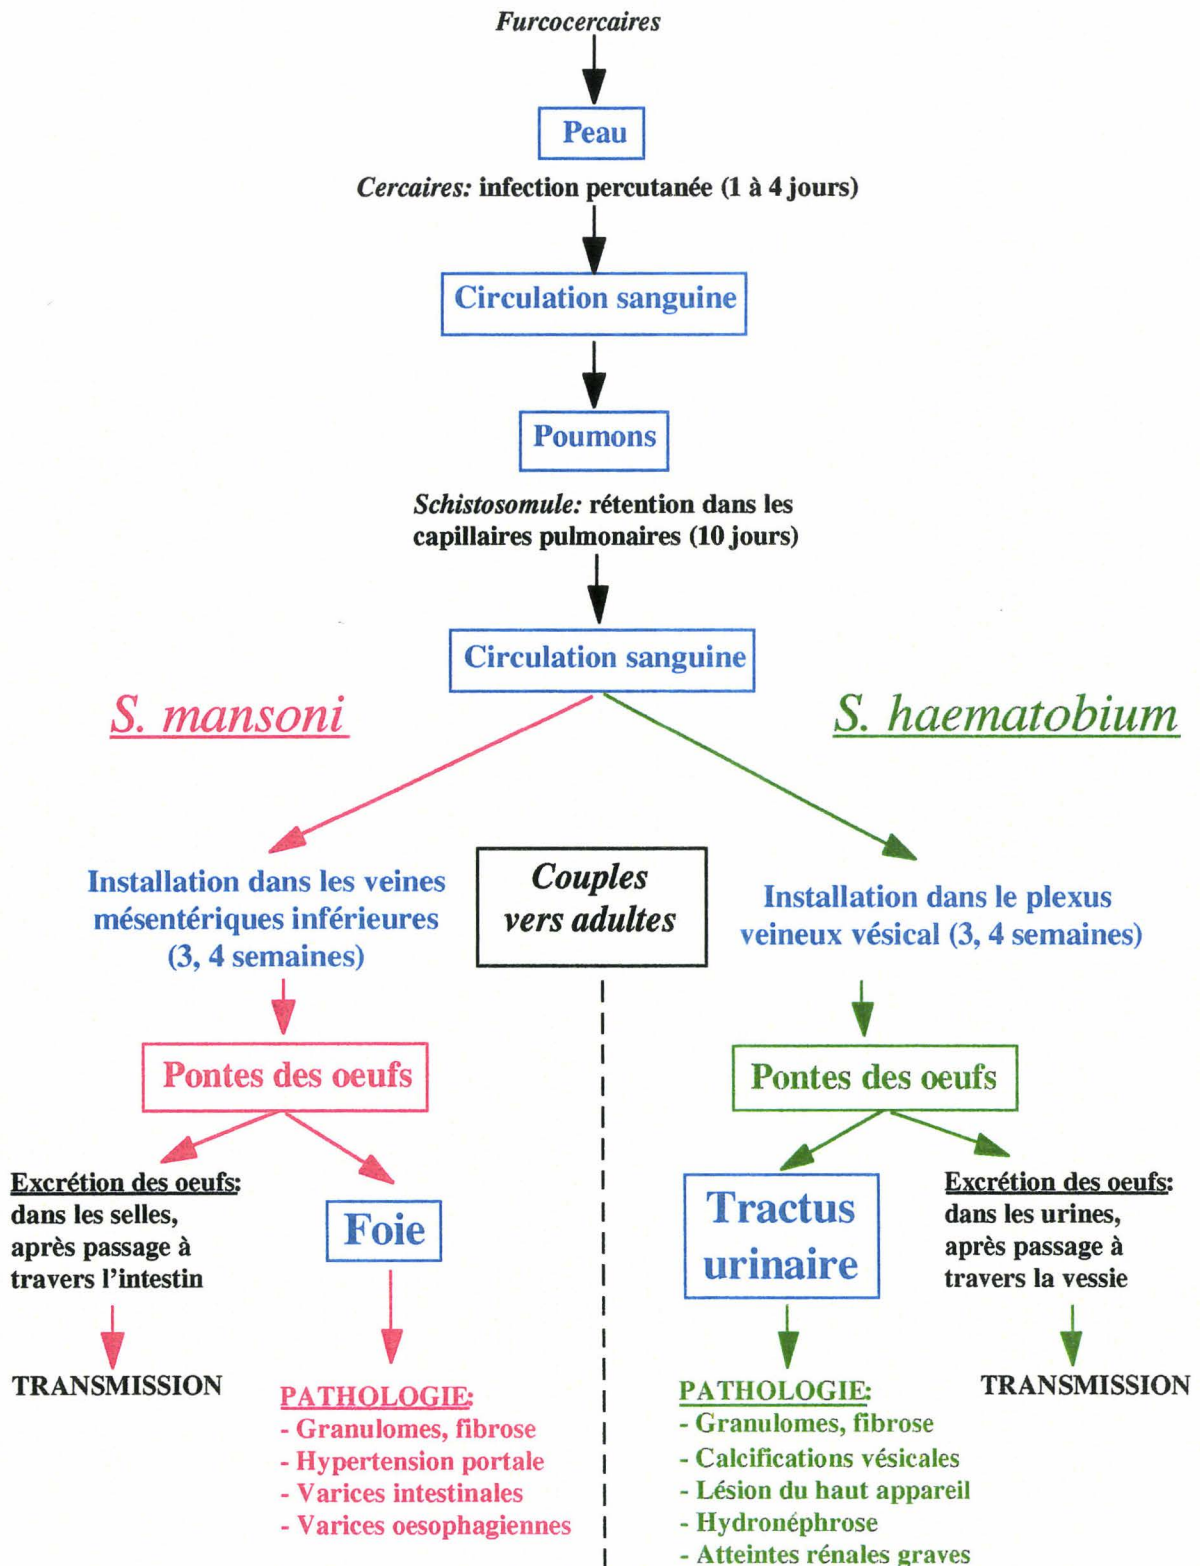 Furcocercaires
Peau
Cercaires: infection percutanée (1 à 4 jours)
Circulation sanguine
Poumons
Schistosomule: rétention dans les
capillaires pulmonaires (10 jours)
Circulation sanguine
S. mansoni
S. haematobium
Installation dans les veines
mésentériques inférieures
(3, 4 semaines)
Couples
vers adultes
Installation dans le plexus
veineux vésical (3, 4 semaines)
Pontes des oeufs
Pontes des oeufs
Excrétion des oeufs:
dans les selles,
après passage à
travers l'intestin
Foie
Tractus
urinaire
Excrétion des oeufs:
dans les urines,
après passage à
travers la vessie
TRANSMISSION
PATHOLOGIE:
- Granulomes, fibrose
- Hypertension portale
- Varices intestinales
- Varices oesophagiennes
PATHOLOGIE:
- Granulomes, fibrose
- Calcifications vésicales
- Lésion du haut appareil
- Hydronéphrose
- Atteintes rénales graves
TRANSMISSION